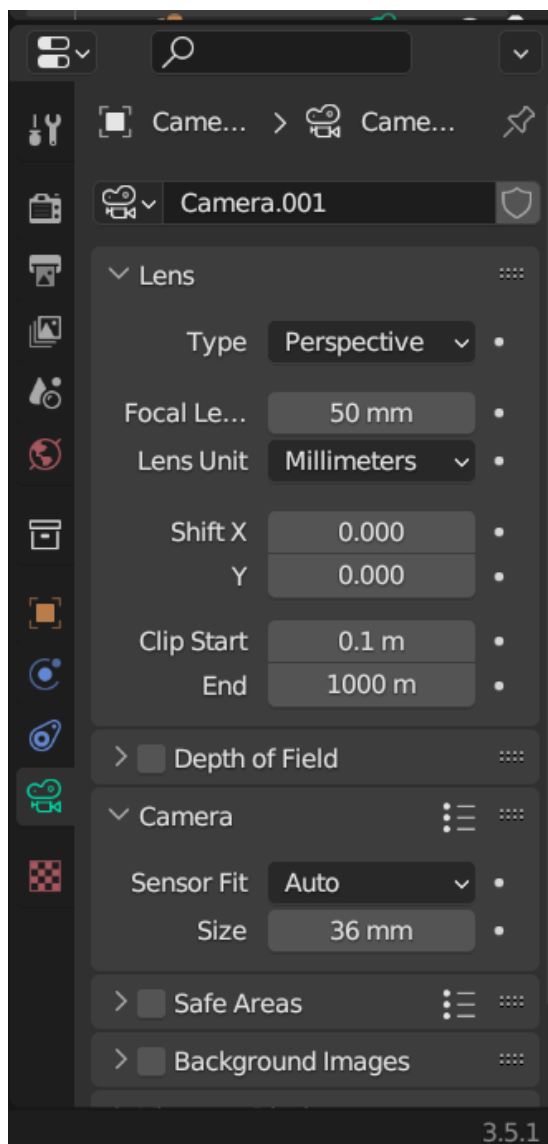 Came... > Came...
Camera.001
Lens
Type Perspective
Focal Le... 50 mm
Lens Unit Millimeters
Shift X 0.000
Y 0.000
Clip Start 0.1 m
End 1000 m
Depth of Field
Camera
Sensor Fit Auto
Size 36 mm
Safe Areas
Background Images
3.5.1